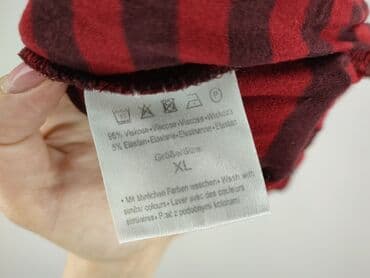 95% Viskose • Viscose • Viscose • Wiskoza
5% Elastan • Elastane • Elasthanne • Elastan
Größe/Size:
XL
• Mit ähnlichen Farben waschen • Wash with
similar colours • Laver avec des couleurs
similaires • Prać z podobnymi kolorami